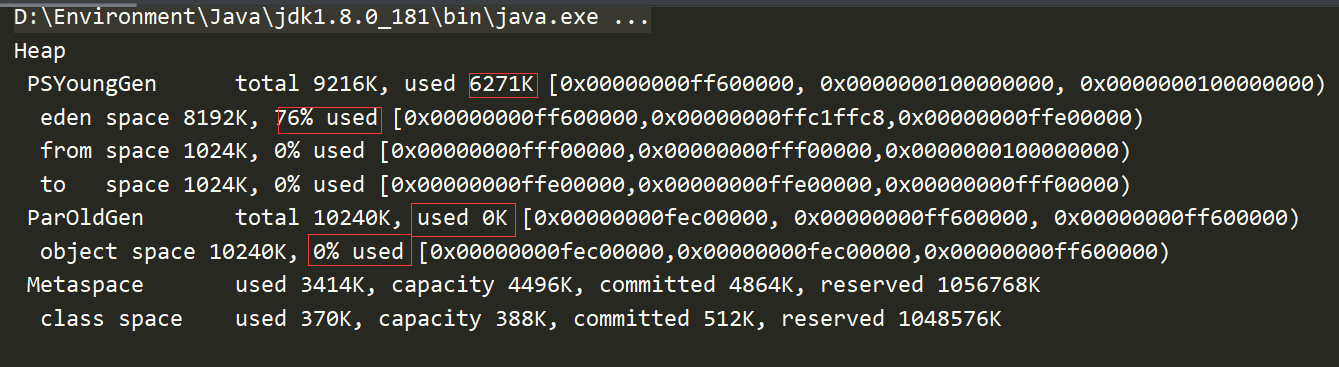 D:\Environment\Java\jdk1.8.0_181\bin\java.exe ...
Heap
 PSYoungGen      total 9216K, used 6271K [0x00000000ff600000, 0x0000000100000000, 0x0000000100000000)
  eden space 8192K, 76% used [0x00000000ff600000,0x00000000ffc1ffc8,0x00000000ffe00000)
  from space 1024K, 0% used [0x00000000fff00000,0x00000000fff00000,0x0000000100000000)
  to   space 1024K, 0% used [0x00000000ffe00000,0x00000000ffe00000,0x00000000fff00000)
 ParOldGen       total 10240K, used 0K [0x00000000fec00000, 0x00000000ff600000, 0x00000000ff600000)
  object space 10240K, 0% used [0x00000000fec00000,0x00000000fec00000,0x00000000ff600000)
 Metaspace       used 3414K, capacity 4496K, committed 4864K, reserved 1056768K
  class space    used 370K, capacity 388K, committed 512K, reserved 1048576K